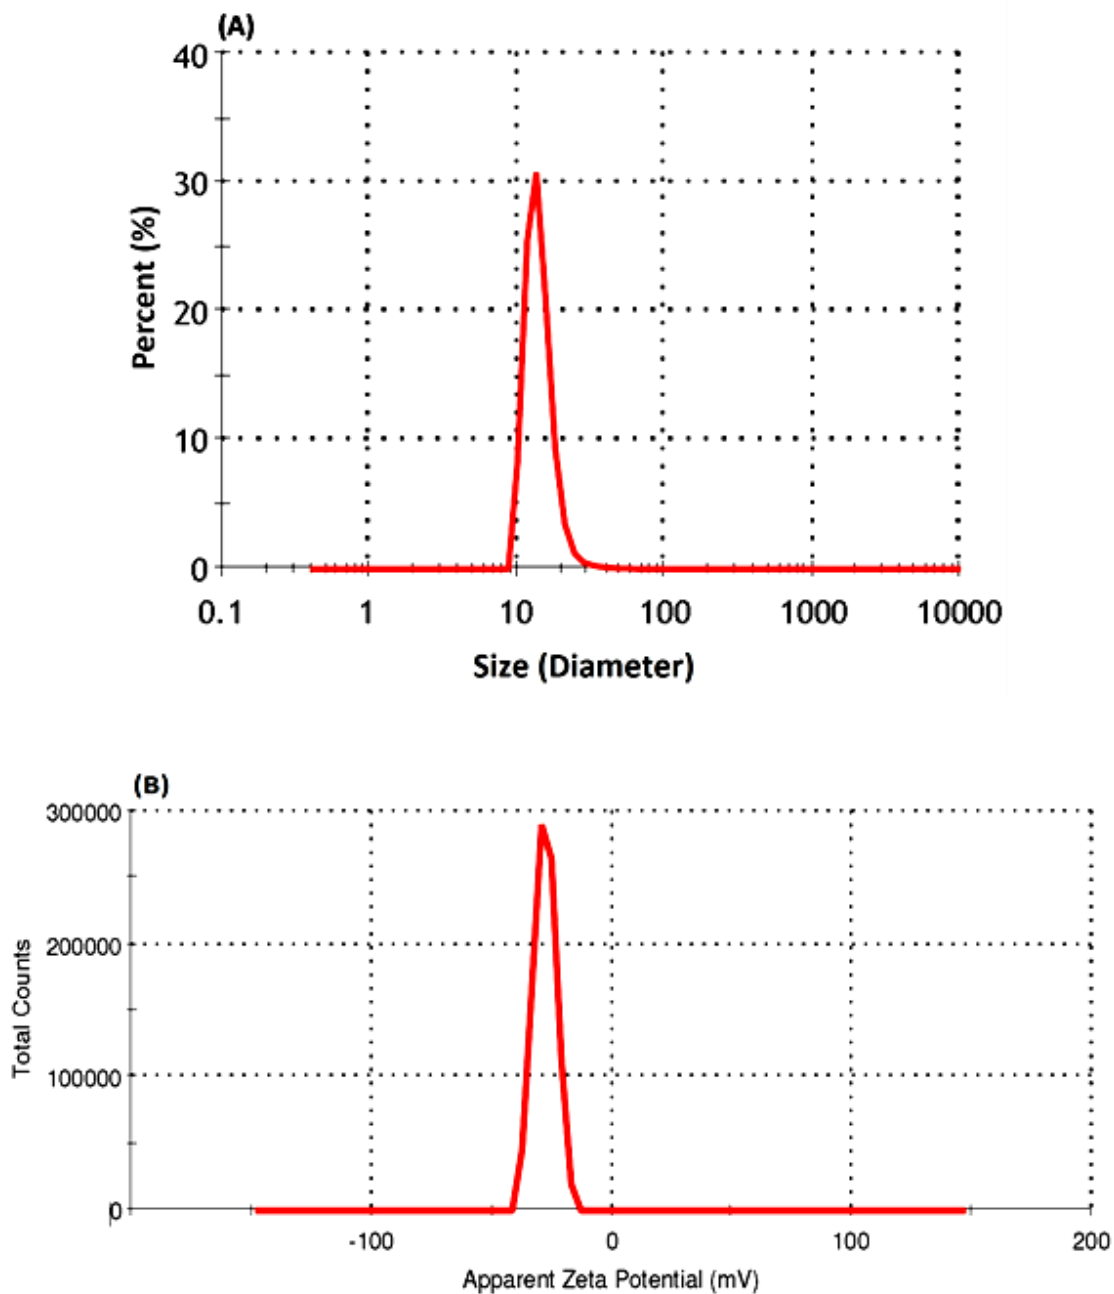 (A)
40
30
20
10
0
Percent (%)
0.1 1 10 100 1000 10000
Size (Diameter)
(B)
300000
200000
100000
0
Total Counts
-100 0 100 200
Apparent Zeta Potential (mV)